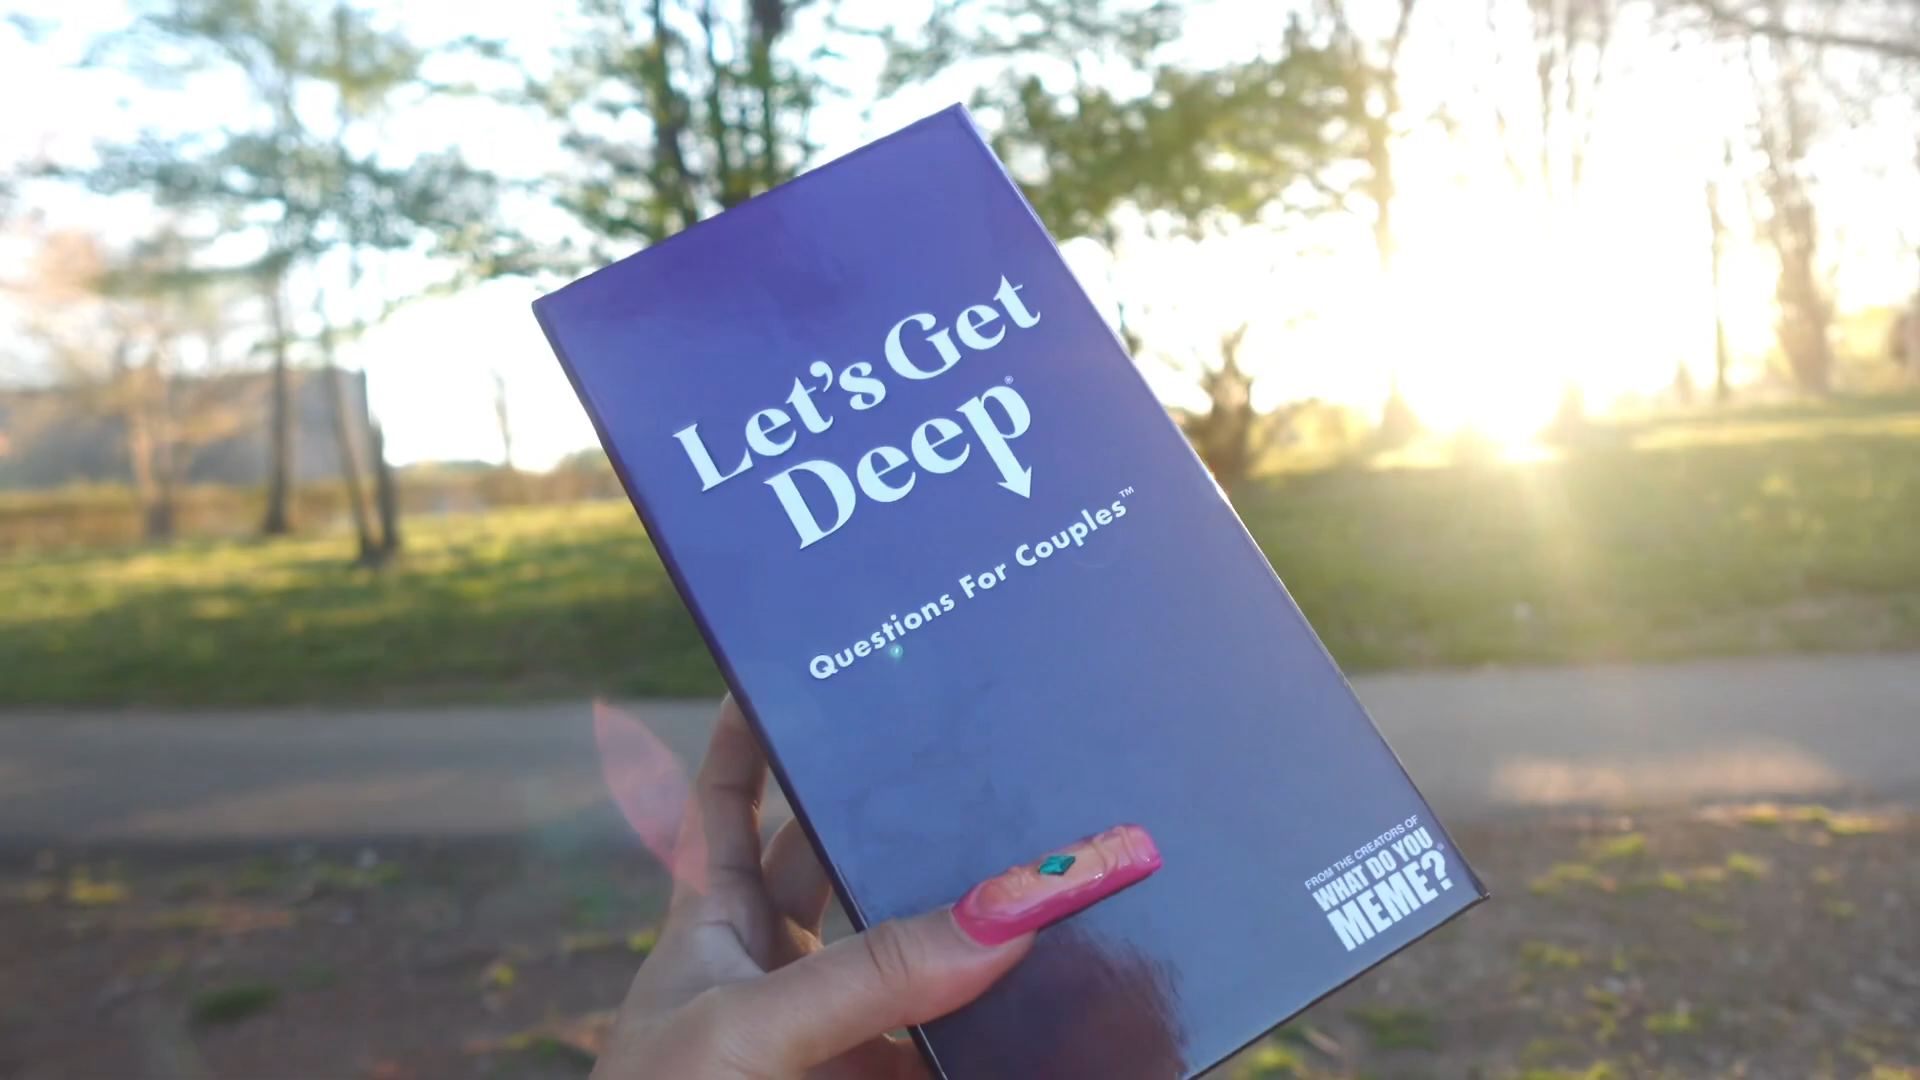 Let's Get
Deep®
Questions For Couples™
FROM THE CREATORS OF
WHAT DO YOU
MEME?®